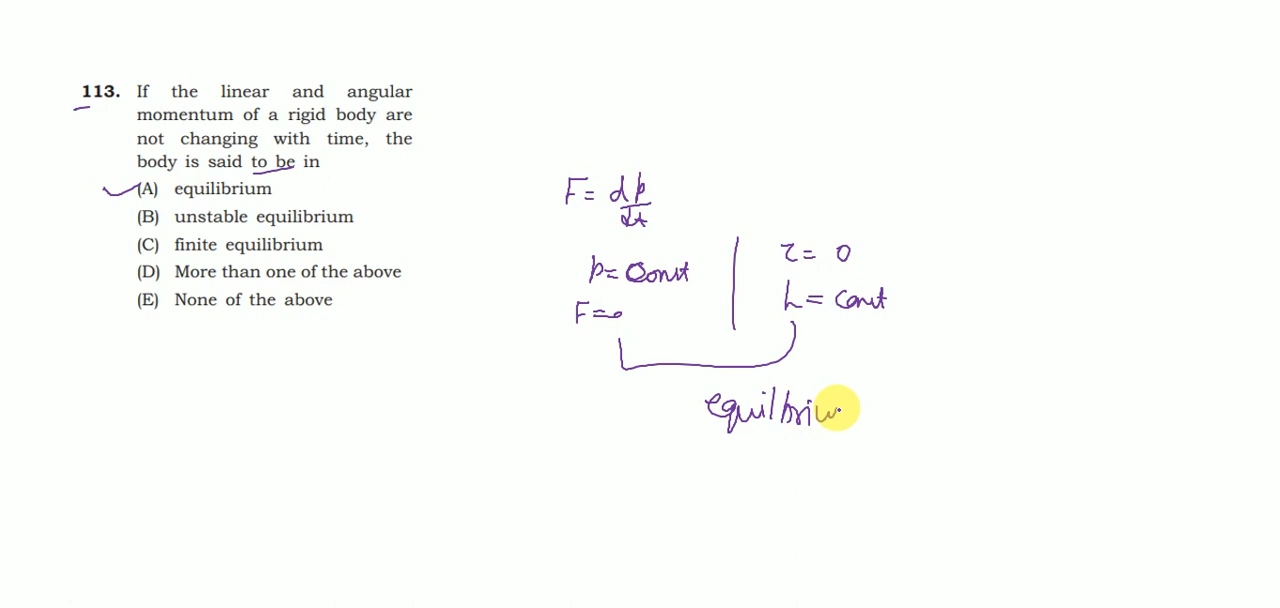 113. If the linear and angular
momentum of a rigid body are
not changing with time, the
body is said to be in
(A) equilibrium
(B) unstable equilibrium
(C) finite equilibrium
(D) More than one of the above
(E) None of the above
F = dp/dt
p = const
F = 0
τ = 0
L = const
equilbriu